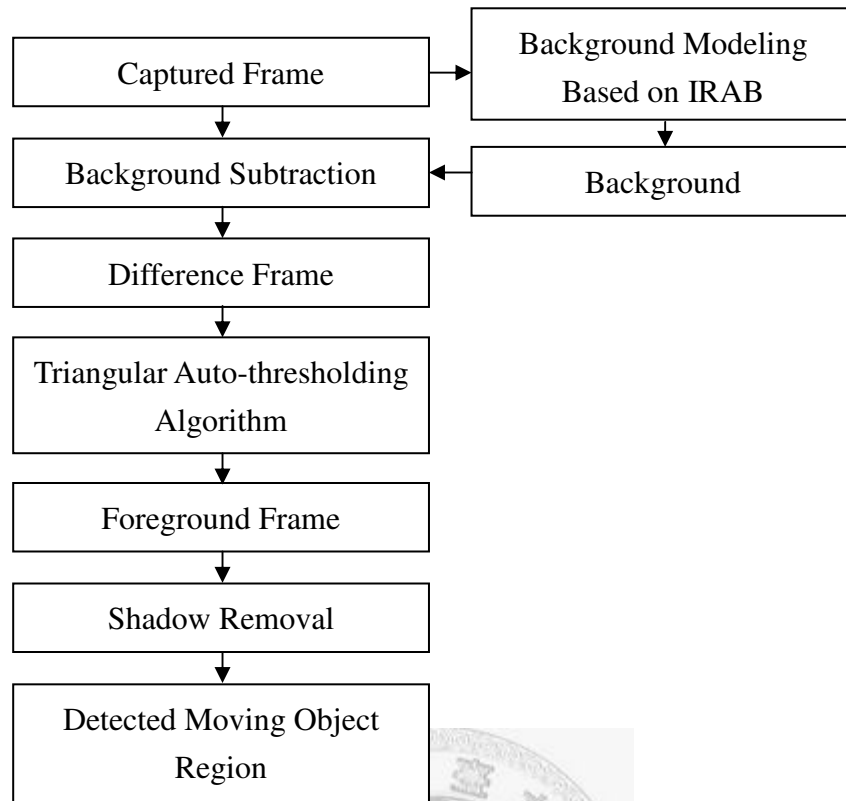 Captured Frame
Background Modeling
Based on IRAB
Background Subtraction
Background
Difference Frame
Triangular Auto-thresholding
Algorithm
Foreground Frame
Shadow Removal
Detected Moving Object
Region